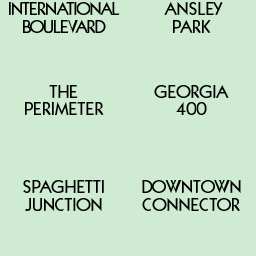 INTERNATIONAL
BOULEVARD
ANSLEY
PARK
THE
PERIMETER
GEORGIA
400
SPAGHETTI
JUNCTION
DOWNTOWN
CONNECTOR